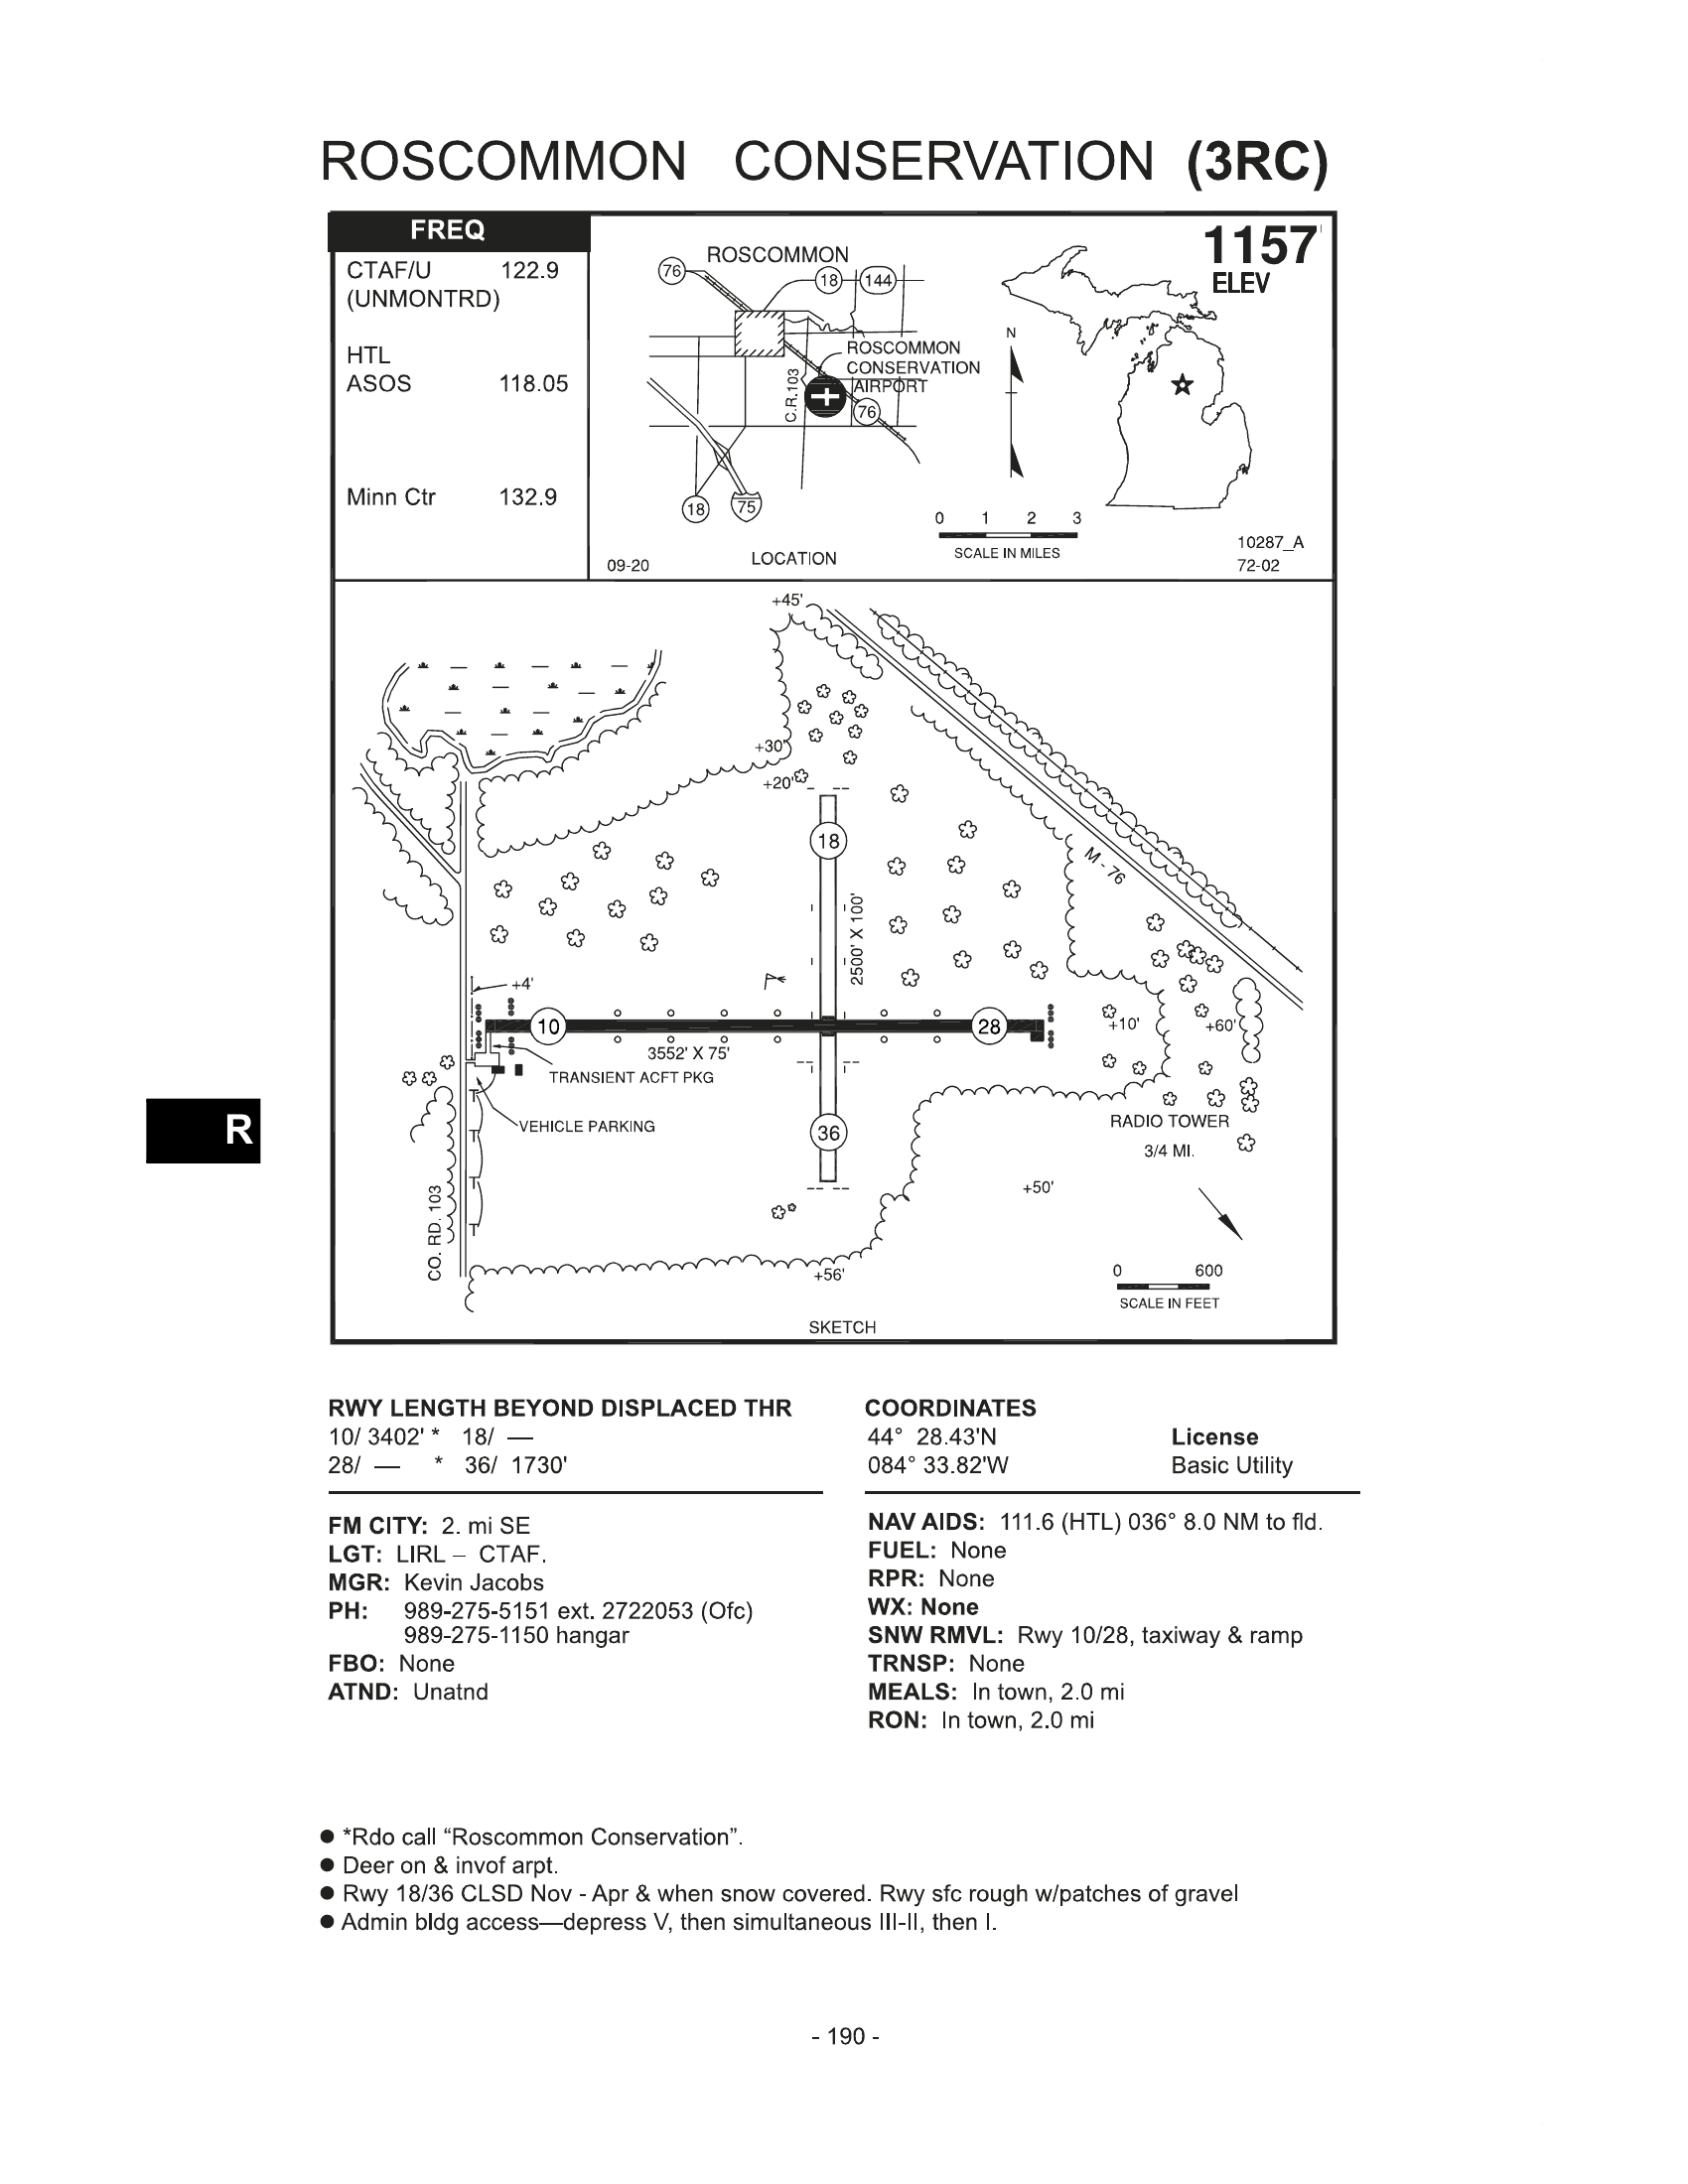 ROSCOMMON CONSERVATION (3RC)
FREQ
CTAF/U 122.9
(UNMONTRD)
HTL
ASOS 118.05
Minn Ctr 132.9
ROSCOMMON
76
18
144
ROSCOMMON
CONSERVATION
AIRPORT
C.R.103
76
18
75
N
1157'
ELEV
0 1 2 3
SCALE IN MILES
09-20
LOCATION
10287_A
72-02
+45'
+30'
+20'
18
M - 76
2500' X 100'
+4'
10
28
+10'
+60'
3552' X 75'
TRANSIENT ACFT PKG
VEHICLE PARKING
36
RADIO TOWER
3/4 MI.
R
CO. RD. 103
+50'
+56'
0 600
SCALE IN FEET
SKETCH
RWY LENGTH BEYOND DISPLACED THR
10/ 3402' * 18/ —
28/ — * 36/ 1730'
COORDINATES
44° 28.43'N
084° 33.82'W
License
Basic Utility
FM CITY: 2. mi SE
LGT: LIRL – CTAF.
MGR: Kevin Jacobs
PH: 989-275-5151 ext. 2722053 (Ofc)
989-275-1150 hangar
FBO: None
ATND: Unatnd
NAV AIDS: 111.6 (HTL) 036° 8.0 NM to fld.
FUEL: None
RPR: None
WX: None
SNW RMVL: Rwy 10/28, taxiway & ramp
TRNSP: None
MEALS: In town, 2.0 mi
RON: In town, 2.0 mi
● *Rdo call “Roscommon Conservation”.
● Deer on & invof arpt.
● Rwy 18/36 CLSD Nov - Apr & when snow covered. Rwy sfc rough w/patches of gravel
● Admin bldg access—depress V, then simultaneous III-II, then I.
- 190 -